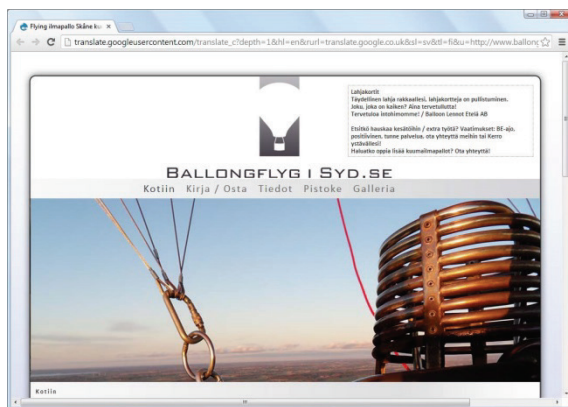 Flying ilmapallo Skåne ku
translate.googleusercontent.com/translate_c?depth=1&hl=en&rurl=translate.google.co.uk&sl=sv&tl=fi&u=http://www.ballong
Lahjakortit
Täydellinen lahja rakkaallesi, lahjakortteja on pullistuminen.
Joku, joka on kaiken? Aina tervetullutta!
Tervetuloa intohimomme! / Balloon Lennot Etelä AB
Etsitkö hauskaa kesätöihin / extra työtä? Vaatimukset: BE-ajo,
positiivinen, tunne palvelua, ota yhteyttä meihin tai Kerro
ystävällesi!
Haluatko oppia lisää kuumailmapallot? Ota yhteyttä!
BALLONGFLYG I SYD.SE
Kotiin Kirja / Osta Tiedot Pistoke Galleria
Kotiin